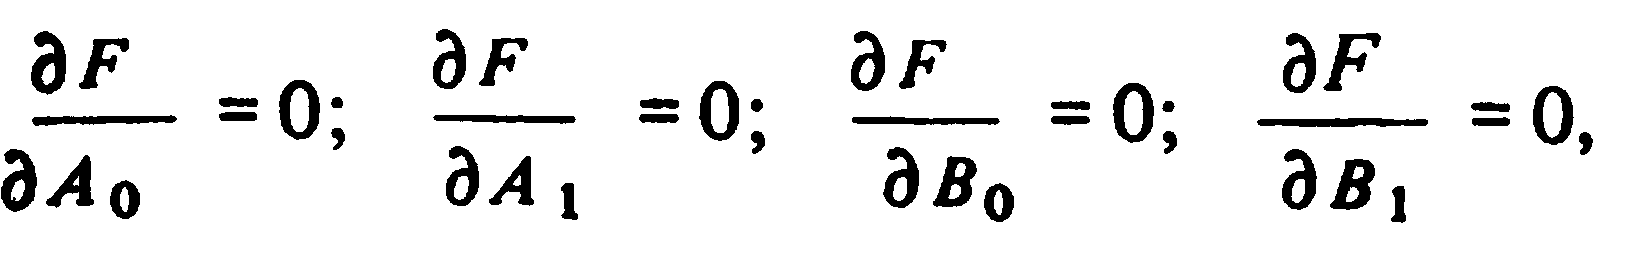 ∂F/∂A₀ = 0; ∂F/∂A₁ = 0; ∂F/∂B₀ = 0; ∂F/∂B₁ = 0,